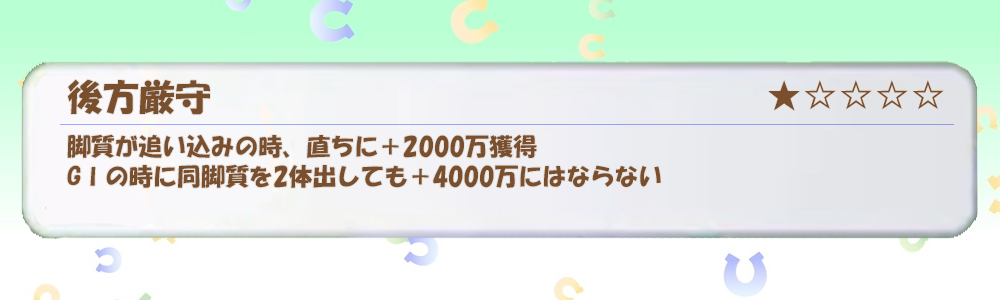 後方厳守 ★☆☆☆☆
脚質が追い込みの時、直ちに＋2000万獲得
GⅠの時に同脚質を2体出しても＋4000万にはならない